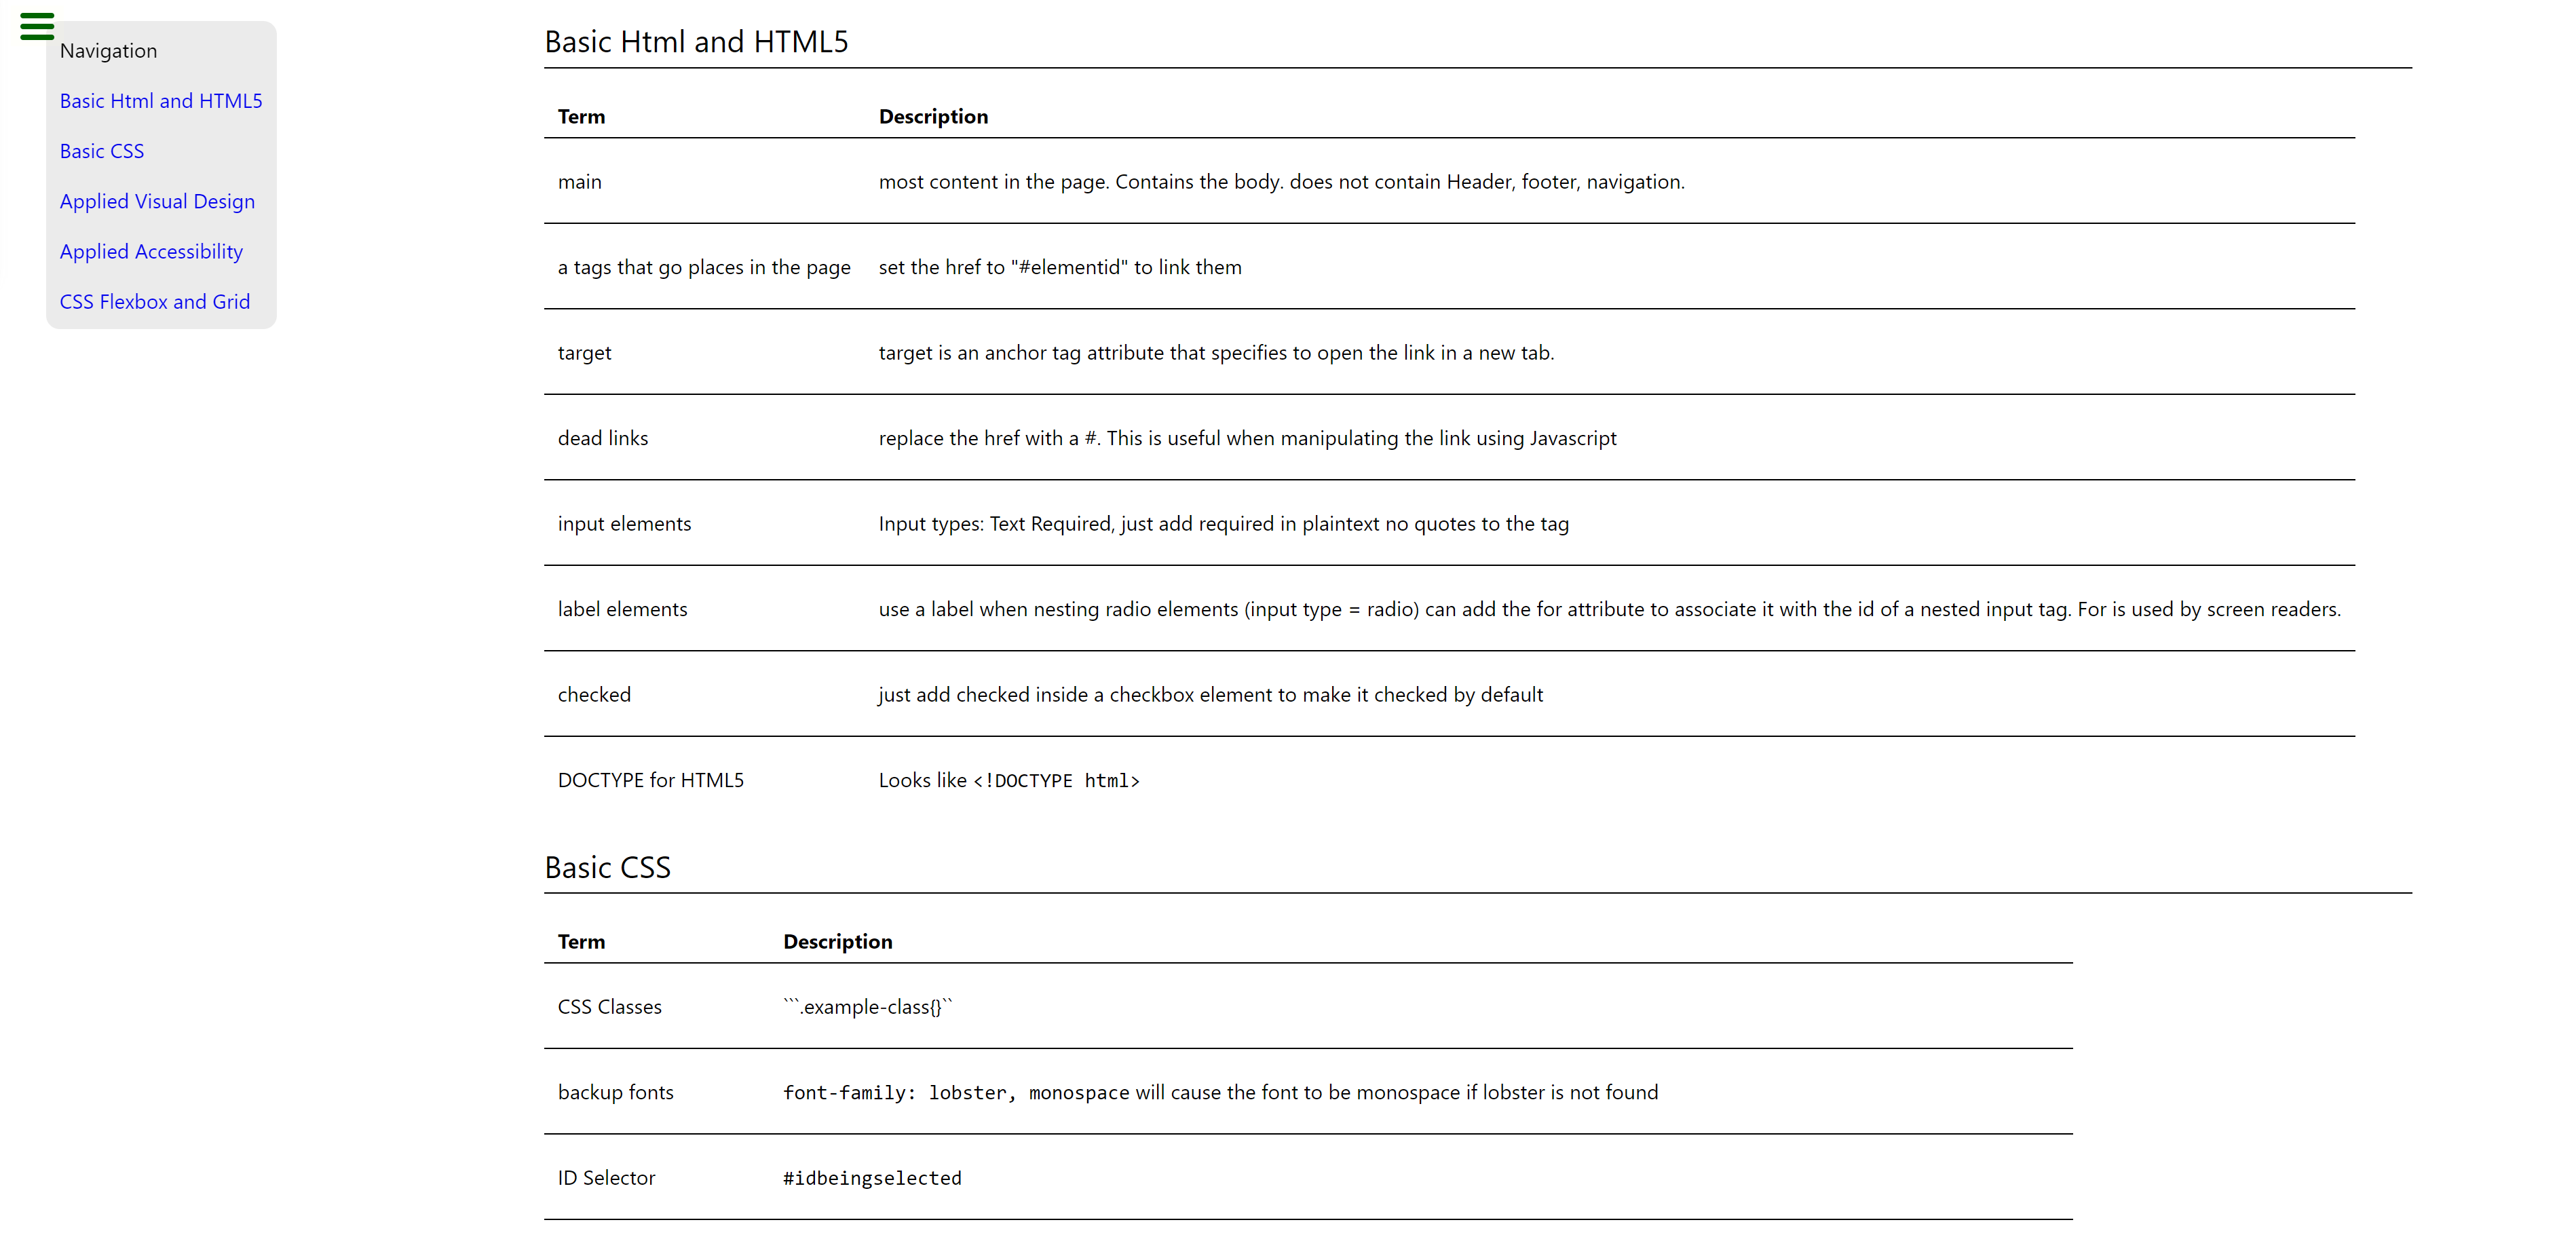 Navigation
Basic Html and HTML5
Basic CSS
Applied Visual Design
Applied Accessibility
CSS Flexbox and Grid
Basic Html and HTML5
Term Description
main most content in the page. Contains the body. does not contain Header, footer, navigation.
a tags that go places in the page set the href to "#elementid" to link them
target target is an anchor tag attribute that specifies to open the link in a new tab.
dead links replace the href with a #. This is useful when manipulating the link using Javascript
input elements Input types: Text Required, just add required in plaintext no quotes to the tag
label elements use a label when nesting radio elements (input type = radio) can add the for attribute to associate it with the id of a nested input tag. For is used by screen readers.
checked just add checked inside a checkbox element to make it checked by default
DOCTYPE for HTML5 Looks like <!DOCTYPE html>
Basic CSS
Term Description
CSS Classes ```.example-class{}``
backup fonts font-family: lobster, monospace will cause the font to be monospace if lobster is not found
ID Selector #idbeingselected